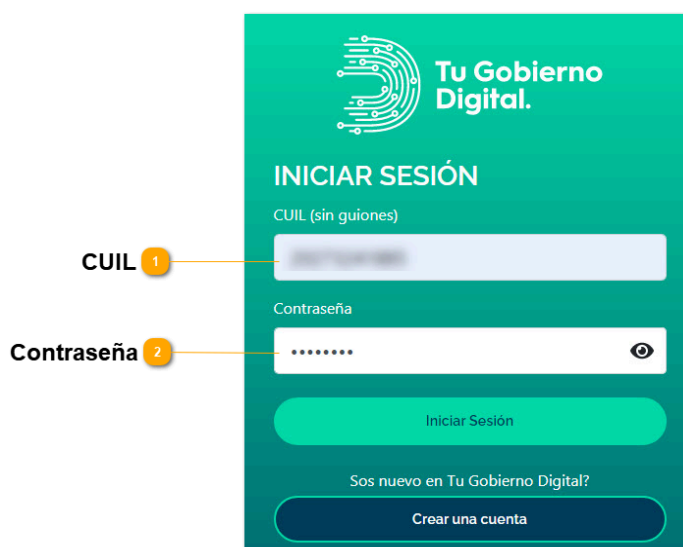 Tu Gobierno
Digital.
INICIAR SESIÓN
CUIL (sin guiones)
CUIL 1
Contraseña
Contraseña 2
••••••••
Iniciar Sesión
Sos nuevo en Tu Gobierno Digital?
Crear una cuenta